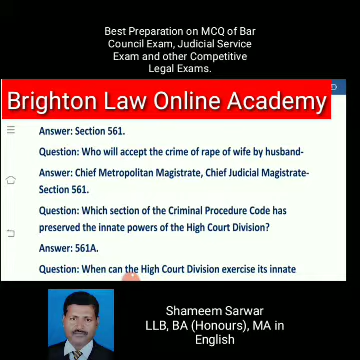 Best Preparation on MCQ of Bar
Council Exam, Judicial Service
Exam and other Competitive
Legal Exams.
Brighton Law Online Academy
Answer: Section 561.
Question: Who will accept the crime of rape of wife by husband-
Answer: Chief Metropolitan Magistrate, Chief Judicial Magistrate-
Section 561.
Question: Which section of the Criminal Procedure Code has
preserved the innate powers of the High Court Division?
Answer: 561A.
Question: When can the High Court Division exercise its innate
Shameem Sarwar
LLB, BA (Honours), MA in
English